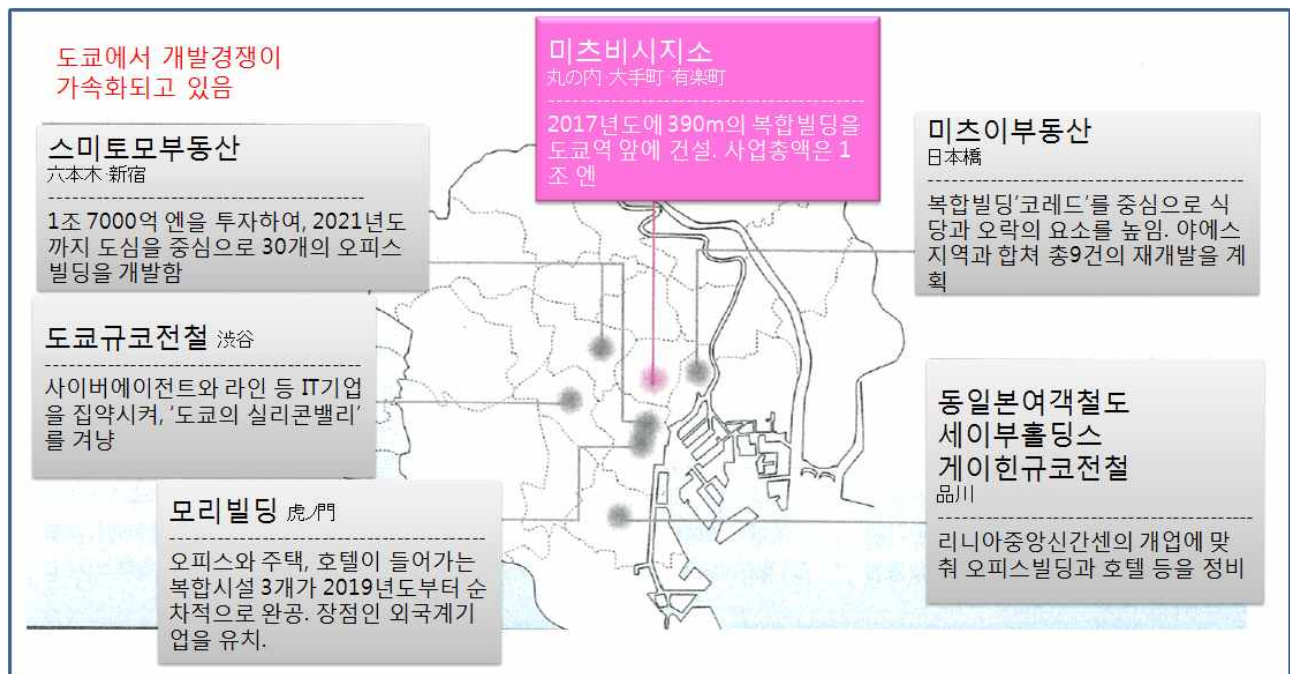 도쿄에서 개발경쟁이
가속화되고 있음
미츠비시지소
丸の内·大手町·有楽町
2017년도에 390m의 복합빌딩을
도쿄역 앞에 건설. 사업총액은 1
조 엔
스미토모부동산
六本木·新宿
1조 7000억 엔을 투자하여, 2021년도
까지 도심을 중심으로 30개의 오피스
빌딩을 개발함
미츠이부동산
日本橋
복합빌딩'코레드'를 중심으로 식
당과 오락의 요소를 높임. 야에스
지역과 합쳐 총9건의 재개발을 계
획
도쿄규코전철 渋谷
사이버에이전트와 라인 등 IT기업
을 집약시켜, '도쿄의 실리콘밸리'
를 겨냥
동일본여객철도
세이부홀딩스
게이힌규코전철
品川
리니아중앙신간센의 개업에 맞
춰 오피스빌딩과 호텔 등을 정비
모리빌딩 虎ノ門
오피스와 주택, 호텔이 들어가는
복합시설 3개가 2019년도부터 순
차적으로 완공. 장점인 외국계기
업을 유치.